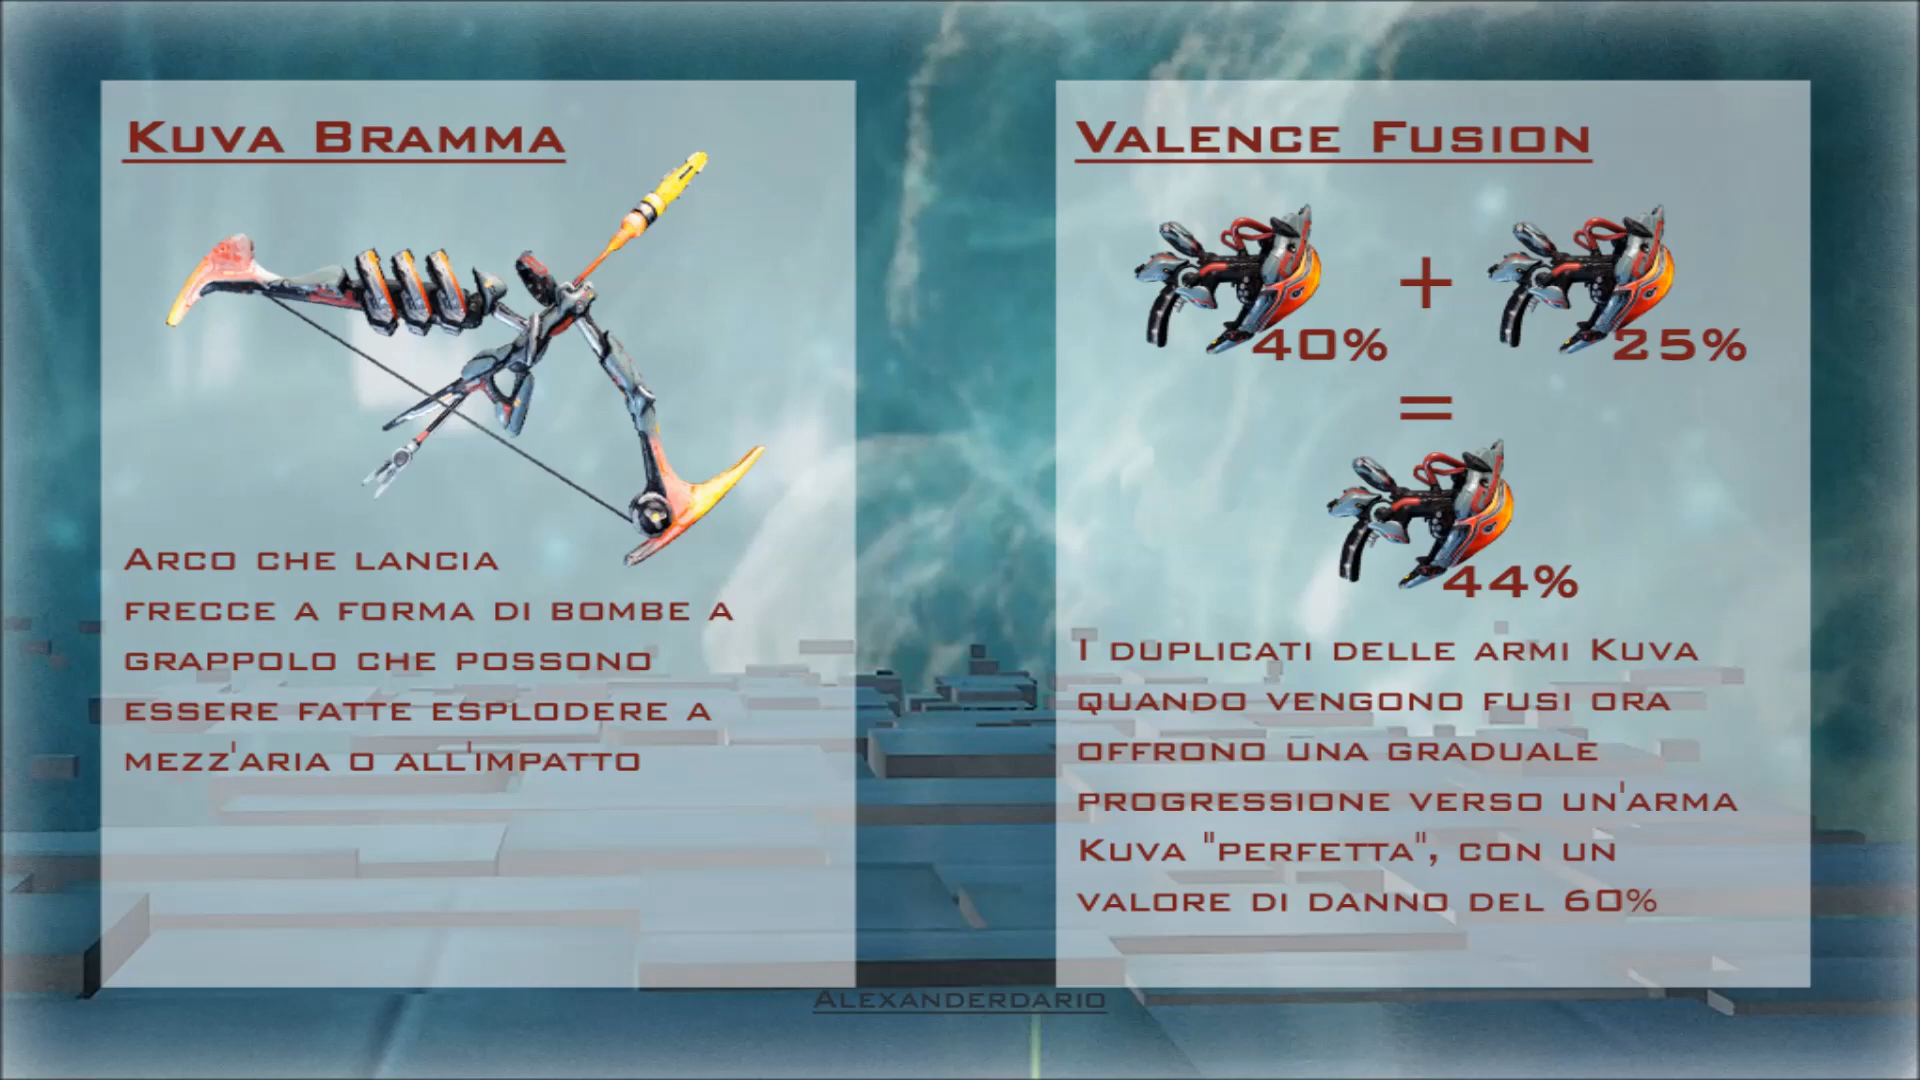 Kuva Bramma
Arco che lancia
frecce a forma di bombe a
grappolo che possono
essere fatte esplodere a
mezz'aria o all'impatto
Valence Fusion
+
40%
25%
=
44%
I duplicati delle armi Kuva
quando vengono fusi ora
offrono una graduale
progressione verso un'arma
Kuva "perfetta", con un
valore di danno del 60%
Alexanderdario